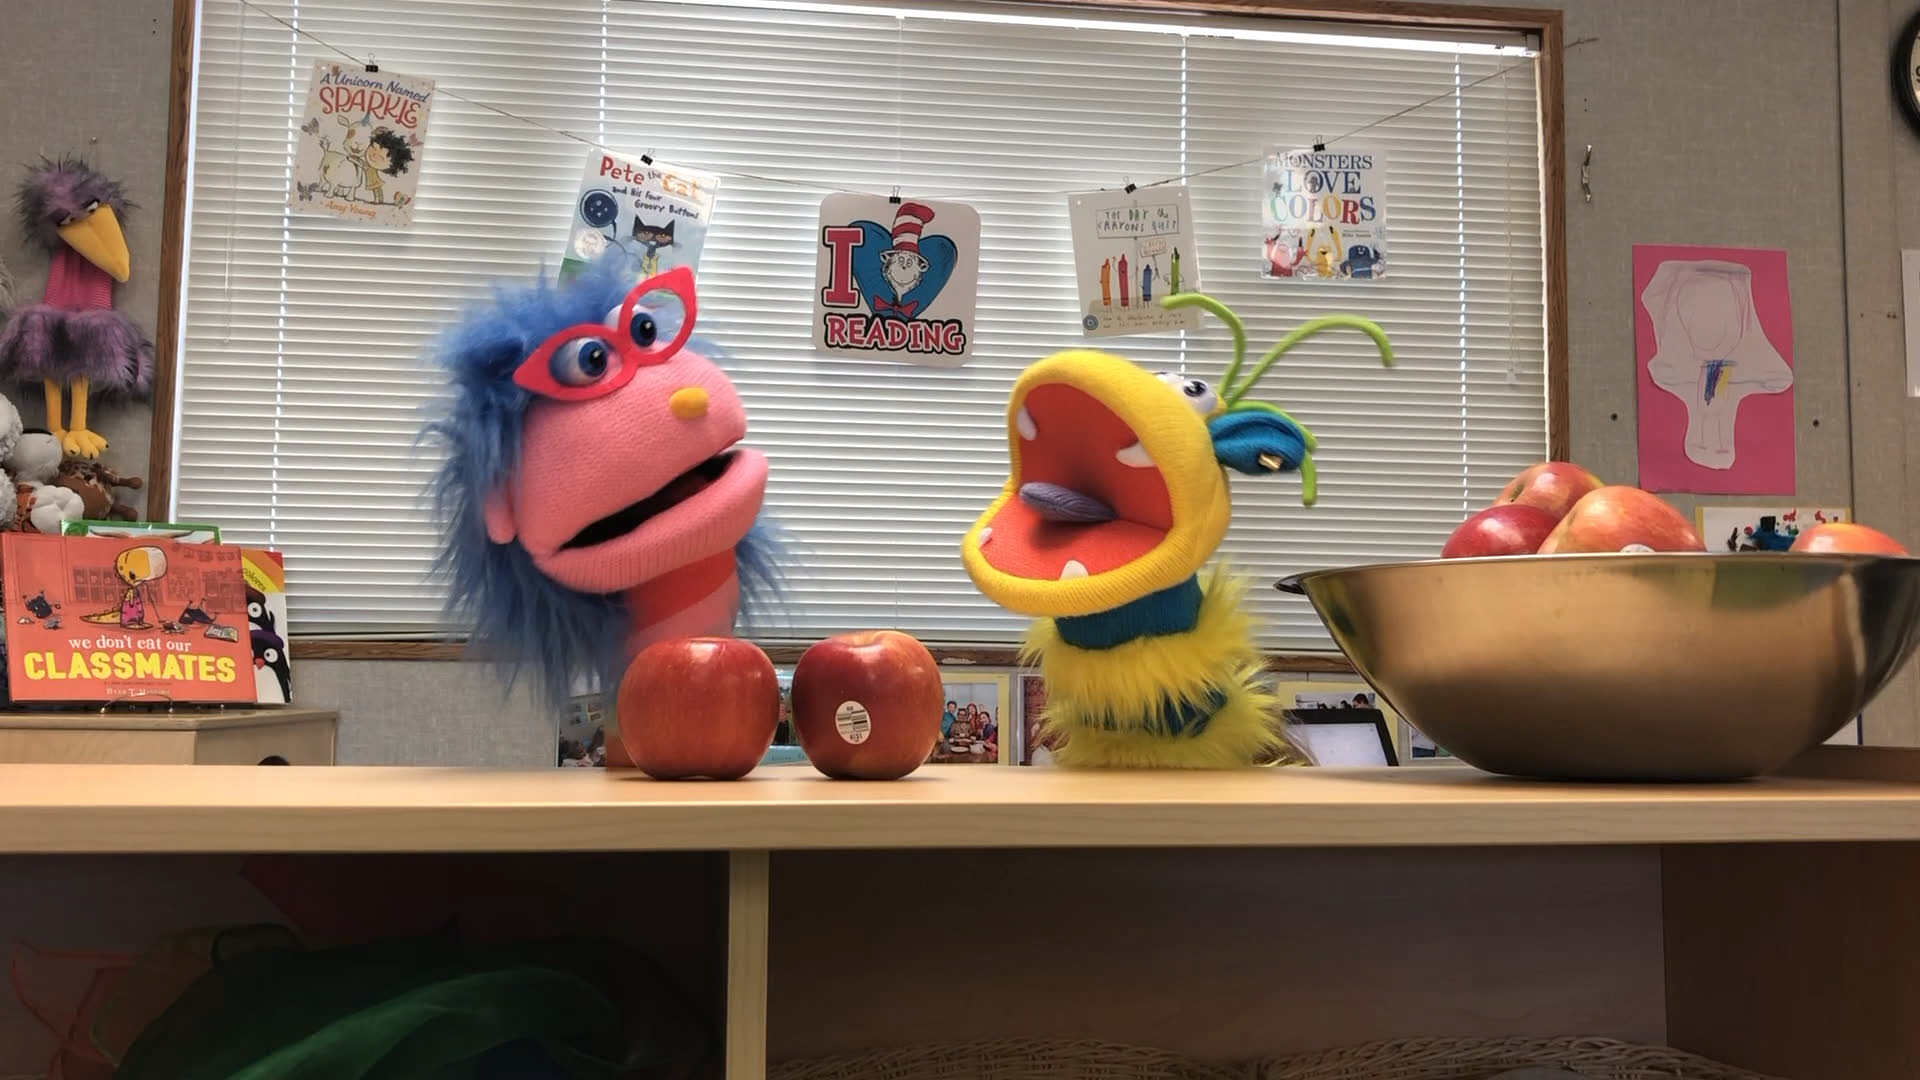 A Unicorn Named
SPARKLE
Amy Young
Pete the Cat
and His Four
Groovy Buttons
I
READING
THE DAY the
CRAYONS QUIT
MONSTERS
LOVE
COLORS
we don't eat our
CLASSMATES